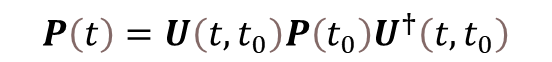 𝑷(𝑡) = 𝑼(𝑡, 𝑡₀)𝑷(𝑡₀)𝑼†(𝑡, 𝑡₀)